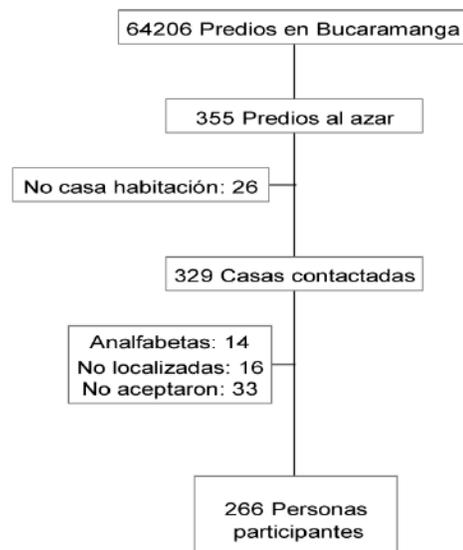 64206 Predios en Bucaramanga
355 Predios al azar
No casa habitación: 26
329 Casas contactadas
Analfabetas: 14
No localizadas: 16
No aceptaron: 33
266 Personas
participantes